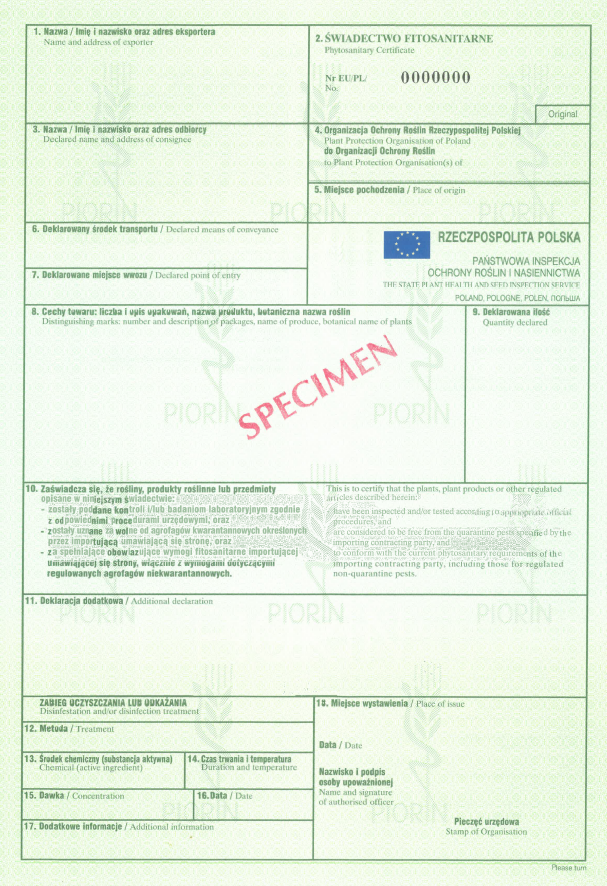 1. Nazwa / Imię i nazwisko oraz adres eksportera
Name and address of exporter
2. ŚWIADECTWO FITOSANITARNE
Phytosanitary Certificate
Nr EU/PL/ 0000000
No.
Original
3. Nazwa / Imię i nazwisko oraz adres odbiorcy
Declared name and address of consignee
4. Organizacja Ochrony Roślin Rzeczypospolitej Polskiej
Plant Protection Organisation of Poland
do Organizacji Ochrony Roślin
to Plant Protection Organisation(s) of
5. Miejsce pochodzenia / Place of origin
PIORIN PIORIN PIORIN
6. Deklarowany środek transportu / Declared means of conveyance
RZECZPOSPOLITA POLSKA
PAŃSTWOWA INSPEKCJA
OCHRONY ROŚLIN I NASIENNICTWA
THE STATE PLANT HEALTH AND SEED INSPECTION SERVICE
POLAND, POLOGNE, POLEN, ПОЛЬША
7. Deklarowane miejsce wwozu / Declared point of entry
8. Cechy towaru: liczba i opis opakowań, nazwa produktu, botaniczna nazwa roślin
Distinguishing marks: number and description of packages, name of produce, botanical name of plants
9. Deklarowana ilość
Quantity declared
SPECIMEN
PIORIN PIORIN
10. Zaświadcza się, że rośliny, produkty roślinne lub przedmioty
opisane w niniejszym świadectwie:
- zostały poddane kontroli i/lub badaniom laboratoryjnym zgodnie
z odpowiednimi procedurami urzędowymi, oraz
- zostały uznane za wolne od agrofagów kwarantannowych określonych
przez importującą umawiającą się stronę, oraz
- za spełniające obowiązujące wymogi fitosanitarne importującej
umawiającej się strony, włącznie z wymogami dotyczącymi
regulowanych agrofagów niekwarantannowych.
This is to certify that the plants, plant products or other regulated
articles described herein:
have been inspected and/or tested according to appropriate official
procedures, and
are considered to be free from the quarantine pests specified by the
importing contracting party, and
to conform with the current phytosanitary requirements of the
importing contracting party, including those for regulated
non-quarantine pests.
11. Deklaracja dodatkowa / Additional declaration
PIORIN PIORIN PIORIN
ZABIEG OCZYSZCZANIA LUB ODKAŻANIA
Disinfestation and/or disinfection treatment
12. Metoda / Treatment
13. Środek chemiczny (substancja aktywna)
Chemical (active ingredient)
14. Czas trwania i temperatura
Duration and temperature
15. Dawka / Concentration
16. Data / Date
17. Dodatkowe informacje / Additional information
18. Miejsce wystawienia / Place of issue
Data / Date
Nazwisko i podpis
osoby upoważnionej
Name and signature
of authorised officer
Pieczęć urzędowa
Stamp of Organisation
PIORIN PIORIN
Please turn